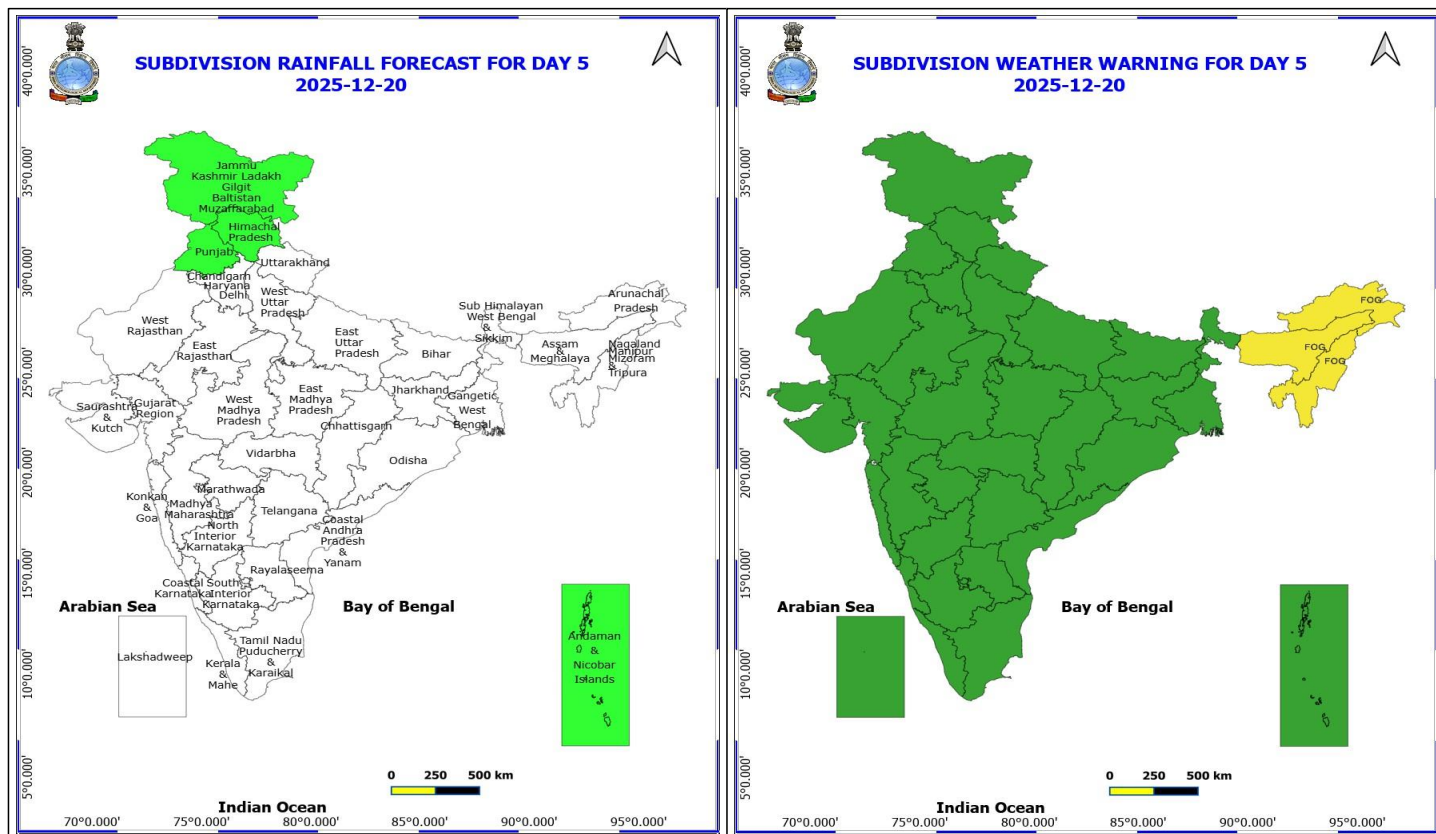 SUBDIVISION RAINFALL FORECAST FOR DAY 5
2025-12-20
40°0.000'
35°0.000'
30°0.000'
25°0.000'
20°0.000'
15°0.000'
10°0.000'
5°0.000'
Jammu
Kashmir Ladakh
Gilgit
Baltistan
Muzaffarabad
Himachal
Pradesh
Punjab
Uttarakhand
Chandigarh
Haryana
Delhi
West
Uttar
Pradesh
West
Rajasthan
East
Rajasthan
East
Uttar
Pradesh
Bihar
Sub Himalayan
West Bengal
&
Sikkim
Arunachal
Pradesh
Assam
&
Meghalaya
Nagaland
Manipur
Mizoram
&
Tripura
Saurashtra
&
Kutch
Gujarat
Region
West
Madhya
Pradesh
East
Madhya
Pradesh
Jharkhand
Gangetic
West
Bengal
Chhattisgarh
Vidarbha
Odisha
Konkan
&
Goa
Marathwada
Madhya
Maharashtra
North
Interior
Karnataka
Telangana
Coastal
Andhra
Pradesh
&
Yanam
Rayalaseema
Coastal
Karnataka
South
Interior
Karnataka
Arabian Sea
Bay of Bengal
Lakshadweep
Kerala
&
Mahe
Tamil Nadu
Puducherry
&
Karaikal
Andaman
&
Nicobar
Islands
0 250 500 km
Indian Ocean
70°0.000' 75°0.000' 80°0.000' 85°0.000' 90°0.000' 95°0.000'
SUBDIVISION WEATHER WARNING FOR DAY 5
2025-12-20
40°0.000'
35°0.000'
30°0.000'
25°0.000'
20°0.000'
15°0.000'
10°0.000'
5°0.000'
FOG
FOG
FOG
Arabian Sea
Bay of Bengal
0 250 500 km
Indian Ocean
70°0.000' 75°0.000' 80°0.000' 85°0.000' 90°0.000' 95°0.000'